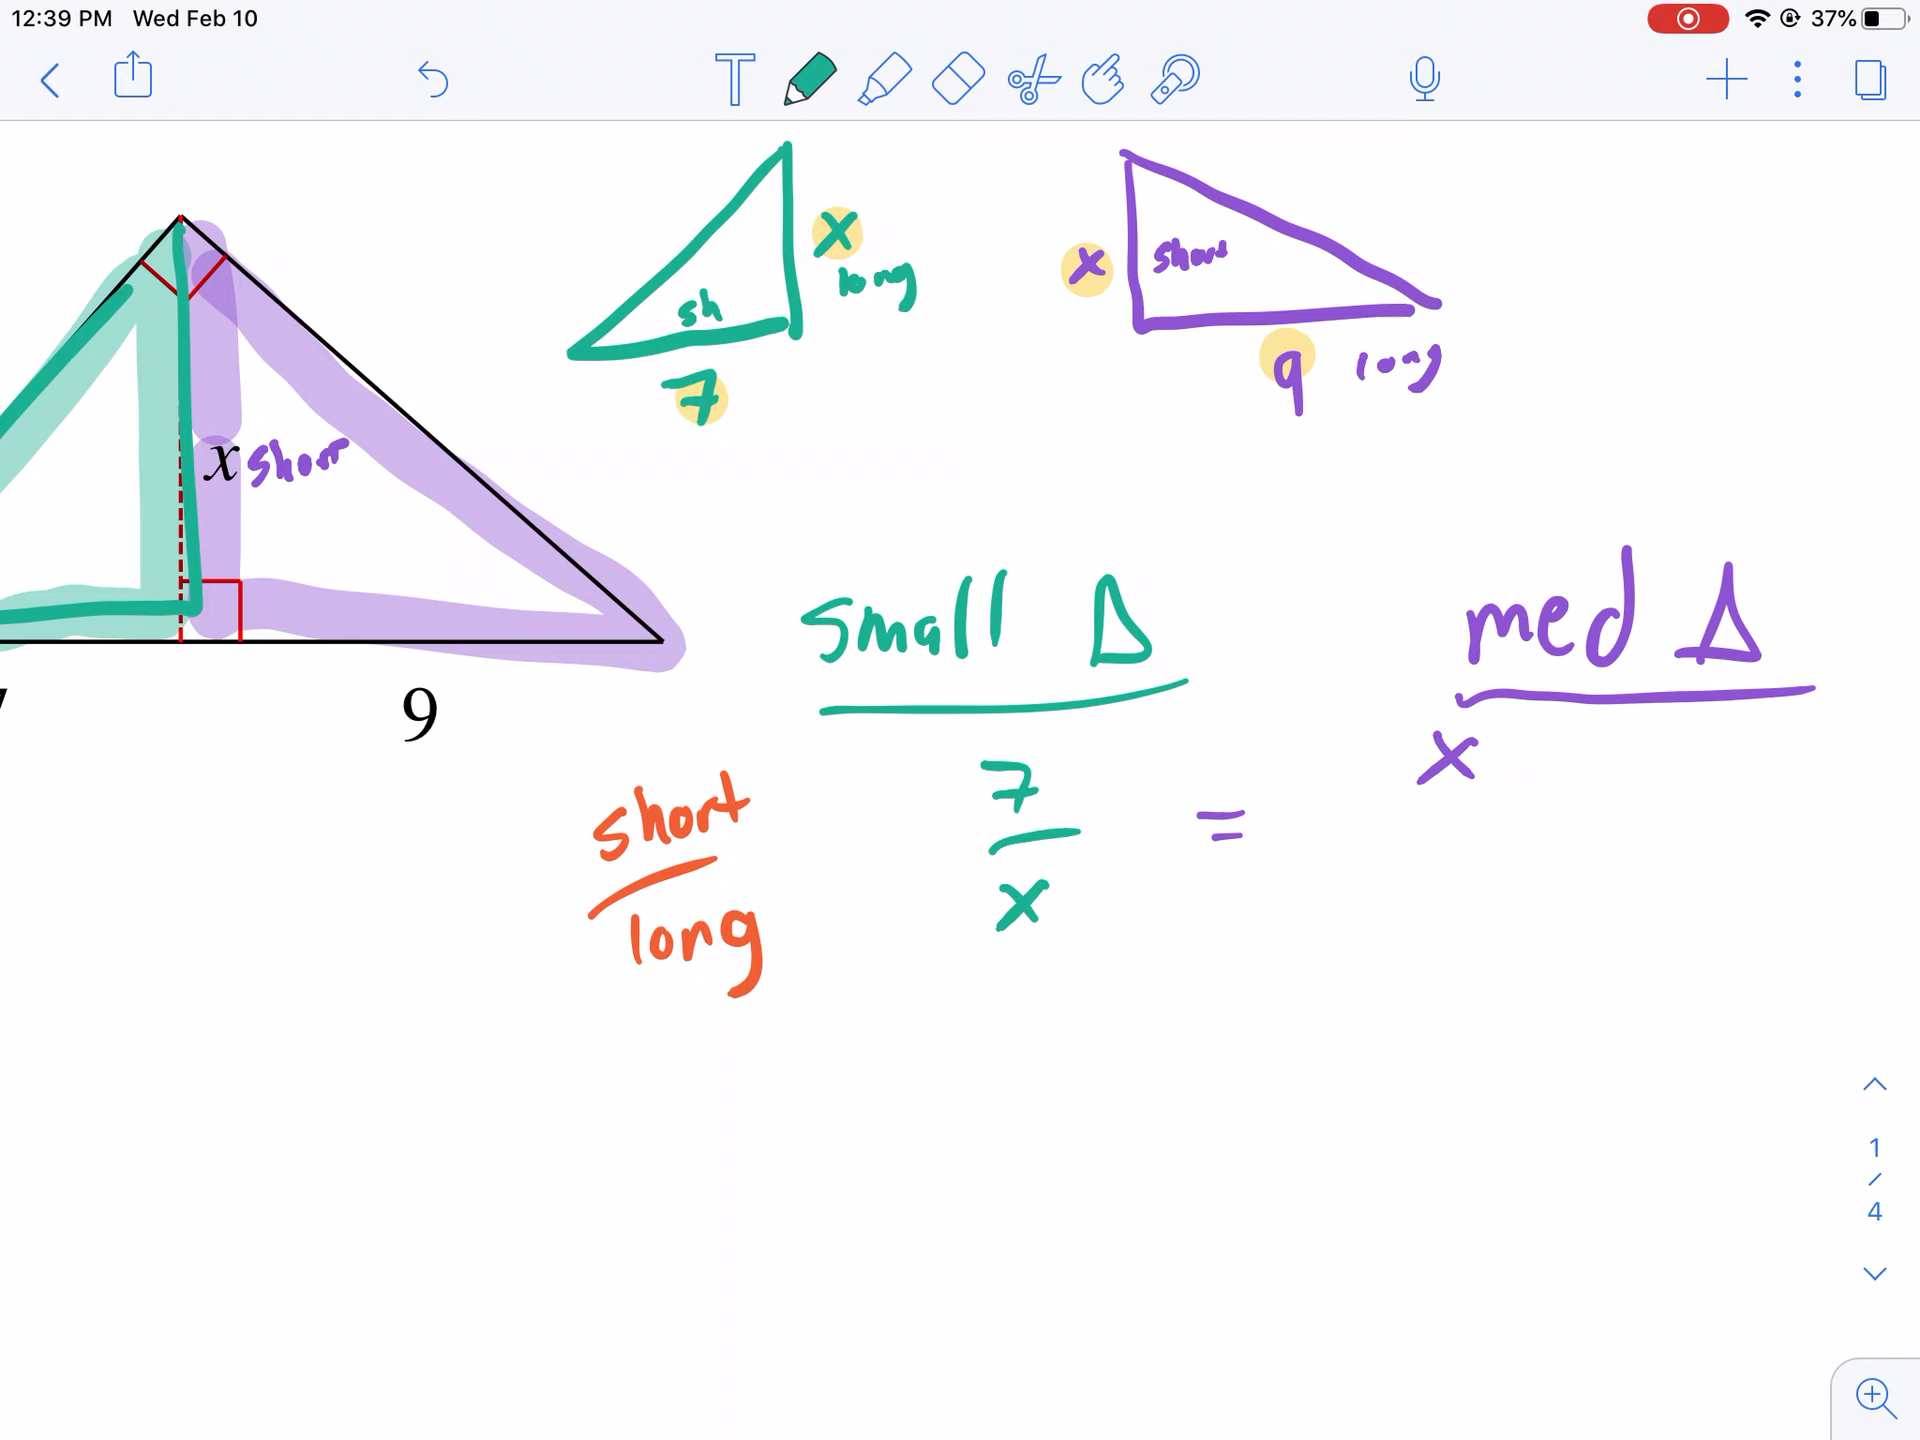 12:39 PM Wed Feb 10
37%
T
x
long
sh
7
x
short
9 long
x short
9
small Δ
med Δ
short
long
7
x
=
x
1
/
4